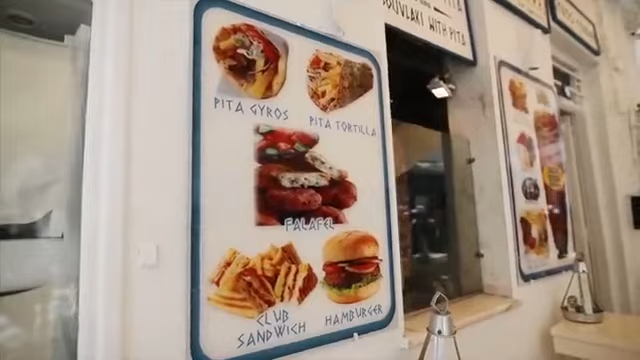 SOUVLAKI WITH PITA
PITA GYROS
PITA TORTILLA
FALAFEL
CLUB
SANDWICH
HAMBURGER